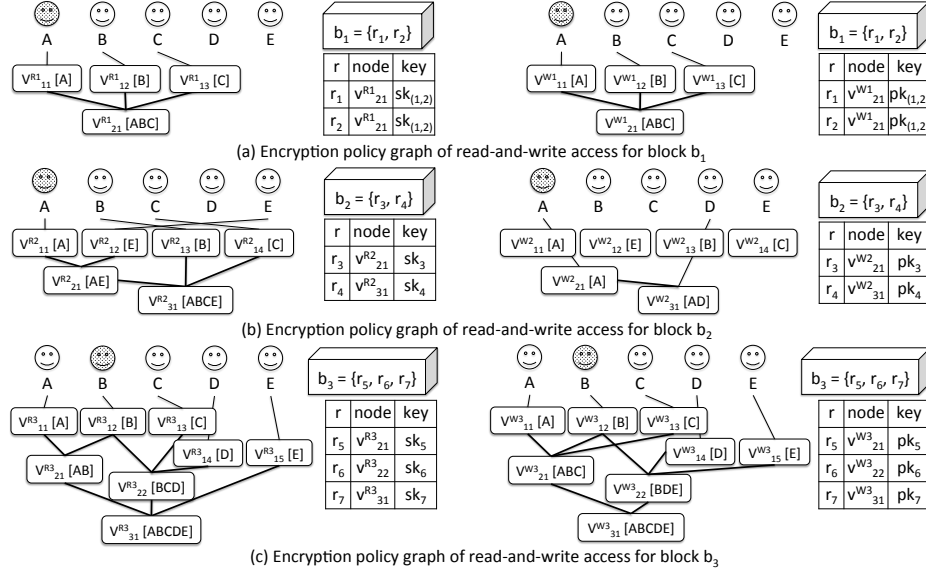 A B C D E
V^R1_11 [A] V^R1_12 [B] V^R1_13 [C]
V^R1_21 [ABC]
b_1 = {r_1, r_2}
r node key
r_1 v^R1_21 sk_(1,2)
r_2 v^R1_21 sk_(1,2)
A B C D E
V^W1_11 [A] V^W1_12 [B] V^W1_13 [C]
V^W1_21 [ABC]
b_1 = {r_1, r_2}
r node key
r_1 v^W1_21 pk_(1,2)
r_2 v^W1_21 pk_(1,2)
(a) Encryption policy graph of read-and-write access for block b_1
A B C D E
V^R2_11 [A] V^R2_12 [E] V^R2_13 [B] V^R2_14 [C]
V^R2_21 [AE]
V^R2_31 [ABCE]
b_2 = {r_3, r_4}
r node key
r_3 v^R2_21 sk_3
r_4 v^R2_31 sk_4
A B C D E
V^W2_11 [A] V^W2_12 [E] V^W2_13 [B] V^W2_14 [C]
V^W2_21 [A]
V^W2_31 [AD]
b_2 = {r_3, r_4}
r node key
r_3 v^W2_21 pk_3
r_4 v^W2_31 pk_4
(b) Encryption policy graph of read-and-write access for block b_2
A B C D E
V^R3_11 [A] V^R3_12 [B] V^R3_13 [C]
V^R3_14 [D] V^R3_15 [E]
V^R3_21 [AB]
V^R3_22 [BCD]
V^R3_31 [ABCDE]
b_3 = {r_5, r_6, r_7}
r node key
r_5 v^R3_21 sk_5
r_6 v^R3_22 sk_6
r_7 v^R3_31 sk_7
A B C D E
V^W3_11 [A] V^W3_12 [B] V^W3_13 [C]
V^W3_14 [D] V^W3_15 [E]
V^W3_21 [ABC]
V^W3_22 [BDE]
V^W3_31 [ABCDE]
b_3 = {r_5, r_6, r_7}
r node key
r_5 v^W3_21 pk_5
r_6 v^W3_22 pk_6
r_7 v^W3_31 pk_7
(c) Encryption policy graph of read-and-write access for block b_3